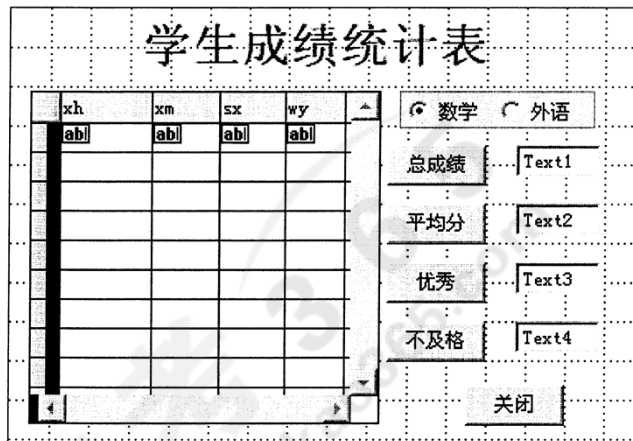 学生成绩统计表
xh xm sx wy
数学 外语
abl abl abl abl
总成绩 Text1
平均分 Text2
优秀 Text3
不及格 Text4
关闭